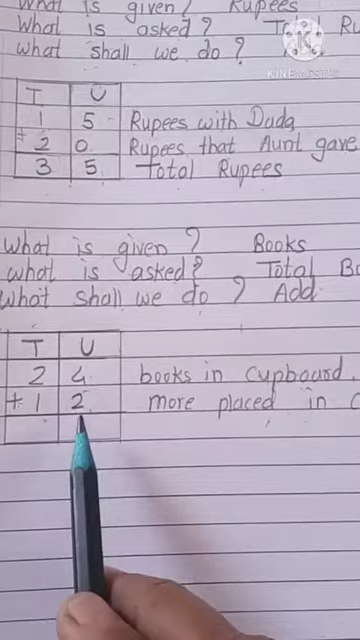 What is given? Rupees
What is asked? Total Ru
what shall we do?
KINEMASTER
T U
1 5 Rupees with Dada
+ 2 0 Rupees that Aunt gave
3 5 Total Rupees
What is given? Books
what is asked? Total Bo
What shall we do? Add
T U
2 4 books in Cupboard.
+ 1 2 more placed in C